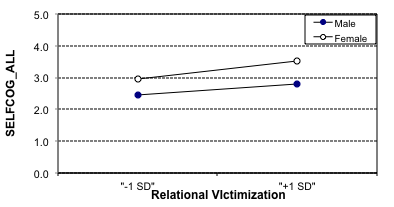 5.0
Male
Female
4.0
3.0
2.0
1.0
0.0
SELFCOG_ALL
"-1 SD" "+1 SD"
Relational VIctimization